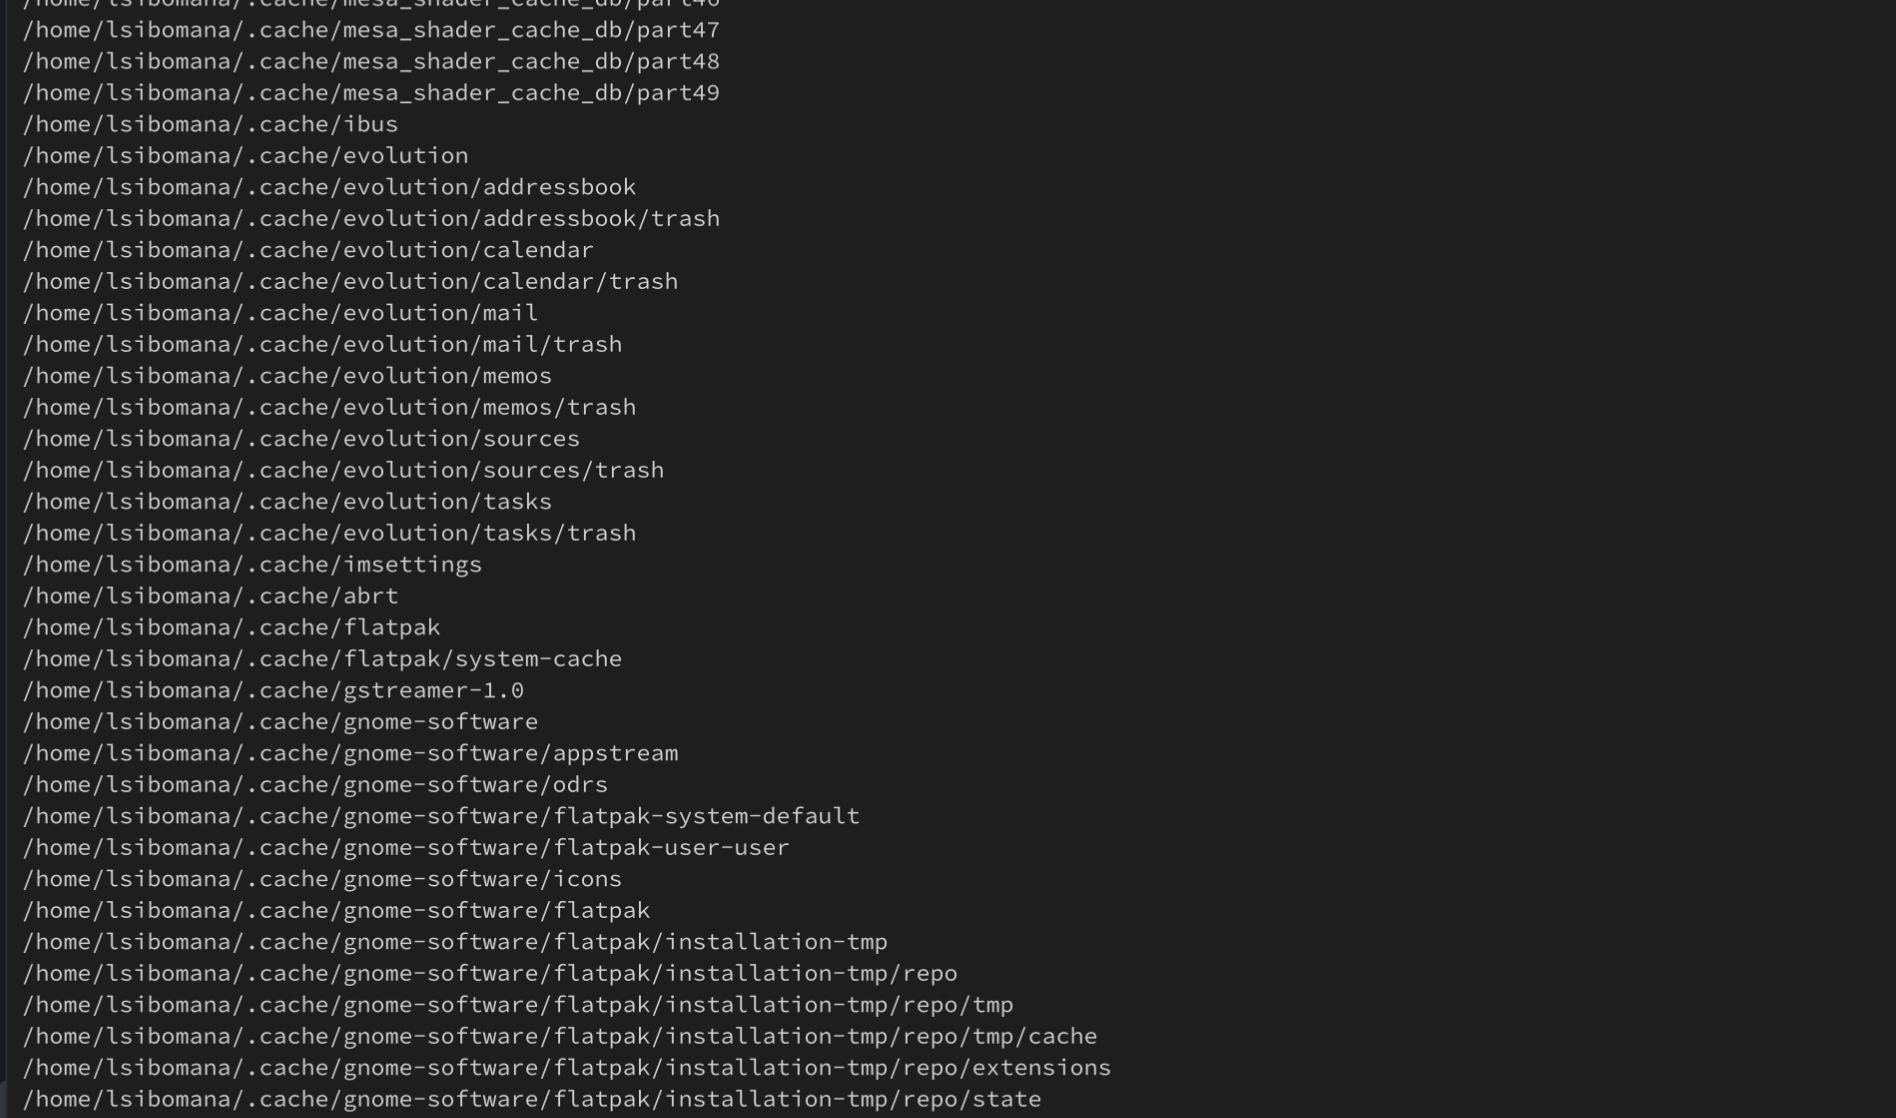 /home/lsibomana/.cache/mesa_shader_cache_db/part46
/home/lsibomana/.cache/mesa_shader_cache_db/part47
/home/lsibomana/.cache/mesa_shader_cache_db/part48
/home/lsibomana/.cache/mesa_shader_cache_db/part49
/home/lsibomana/.cache/ibus
/home/lsibomana/.cache/evolution
/home/lsibomana/.cache/evolution/addressbook
/home/lsibomana/.cache/evolution/addressbook/trash
/home/lsibomana/.cache/evolution/calendar
/home/lsibomana/.cache/evolution/calendar/trash
/home/lsibomana/.cache/evolution/mail
/home/lsibomana/.cache/evolution/mail/trash
/home/lsibomana/.cache/evolution/memos
/home/lsibomana/.cache/evolution/memos/trash
/home/lsibomana/.cache/evolution/sources
/home/lsibomana/.cache/evolution/sources/trash
/home/lsibomana/.cache/evolution/tasks
/home/lsibomana/.cache/evolution/tasks/trash
/home/lsibomana/.cache/imsettings
/home/lsibomana/.cache/abrt
/home/lsibomana/.cache/flatpak
/home/lsibomana/.cache/flatpak/system-cache
/home/lsibomana/.cache/gstreamer-1.0
/home/lsibomana/.cache/gnome-software
/home/lsibomana/.cache/gnome-software/appstream
/home/lsibomana/.cache/gnome-software/odrs
/home/lsibomana/.cache/gnome-software/flatpak-system-default
/home/lsibomana/.cache/gnome-software/flatpak-user-user
/home/lsibomana/.cache/gnome-software/icons
/home/lsibomana/.cache/gnome-software/flatpak
/home/lsibomana/.cache/gnome-software/flatpak/installation-tmp
/home/lsibomana/.cache/gnome-software/flatpak/installation-tmp/repo
/home/lsibomana/.cache/gnome-software/flatpak/installation-tmp/repo/tmp
/home/lsibomana/.cache/gnome-software/flatpak/installation-tmp/repo/tmp/cache
/home/lsibomana/.cache/gnome-software/flatpak/installation-tmp/repo/extensions
/home/lsibomana/.cache/gnome-software/flatpak/installation-tmp/repo/state